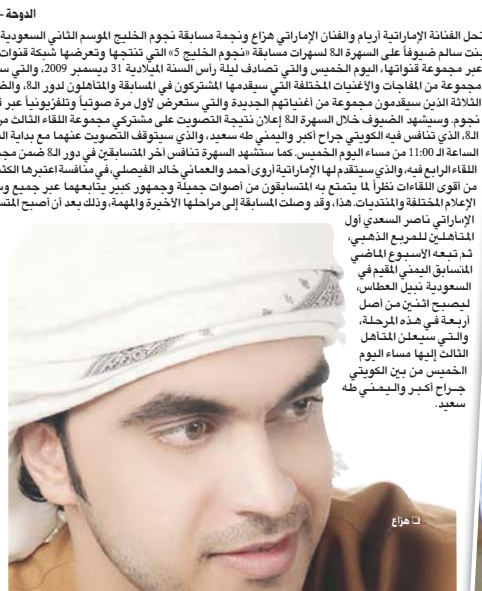 الدوحة -
تحل الفنانة الإماراتية أريام والفنان الإماراتي هزاع ونجمة مسابقة نجوم الخليج الموسم الثاني السعودية
بنت سالم ضيوفاً على السهرة الـ8 لسهرات مسابقة «نجوم الخليج 5» التي تنتجها وتعرضها شبكة قنوات
عبر مجموعة قنواتها، اليوم الخميس والتي تصادف ليلة رأس السنة الميلادية 31 ديسمبر 2009، والتي
مجموعة من المفاجآت والأغنيات المختلفة التي سيقدمها المشتركون في المسابقة والمتأهلون لدور الـ8،
الثلاثة الذين سيقدمون مجموعة من أغنياتهم الجديدة والتي ستعرض لأول مرة صوتياً وتلفزيونياً عبر
نجوم. وسيشهد الضيوف خلال السهرة الـ8 إعلان نتيجة التصويت على مشتركي مجموعة اللقاء الثالث
الـ8، الذي تنافس فيه الكويتي جراح أكبر واليمني طه سعيد، والذي سيتوقف التصويت عنهما مع بداية
الساعة الـ 11:00 من مساء اليوم الخميس. كما ستشهد السهرة تنافس آخر المتسابقين في دور الـ8 ضمن
اللقاء الرابع فيه، والذي سيتقدم لها الإماراتية أروى أحمد والعماني خالد الفيصلي، في منافسة اعتبرها
من أقوى اللقاءات نظراً لما يتمتع به المتسابقون من أصوات جميلة وجمهور كبير يتابعهما عبر جميع
الإعلام المختلفة والمنتديات. هذا، وقد وصلت المسابقة إلى مراحلها الأخيرة والمهمة، وذلك بعد أن أصبح
الإماراتي ناصر السعدي أول
المتأهلين للمربع الذهبي،
ثم تبعه الأسبوع الماضي
المتسابق اليمني المقيم في
السعودية نبيل العطاس،
ليصبح اثنين من أصل
أربعة في هذه المرحلة،
والتي سيعلن المتأهل
الثالث إليها مساء اليوم
الخميس من بين الكويتي
جراح أكبر واليمني طه
سعيد.
هزاع